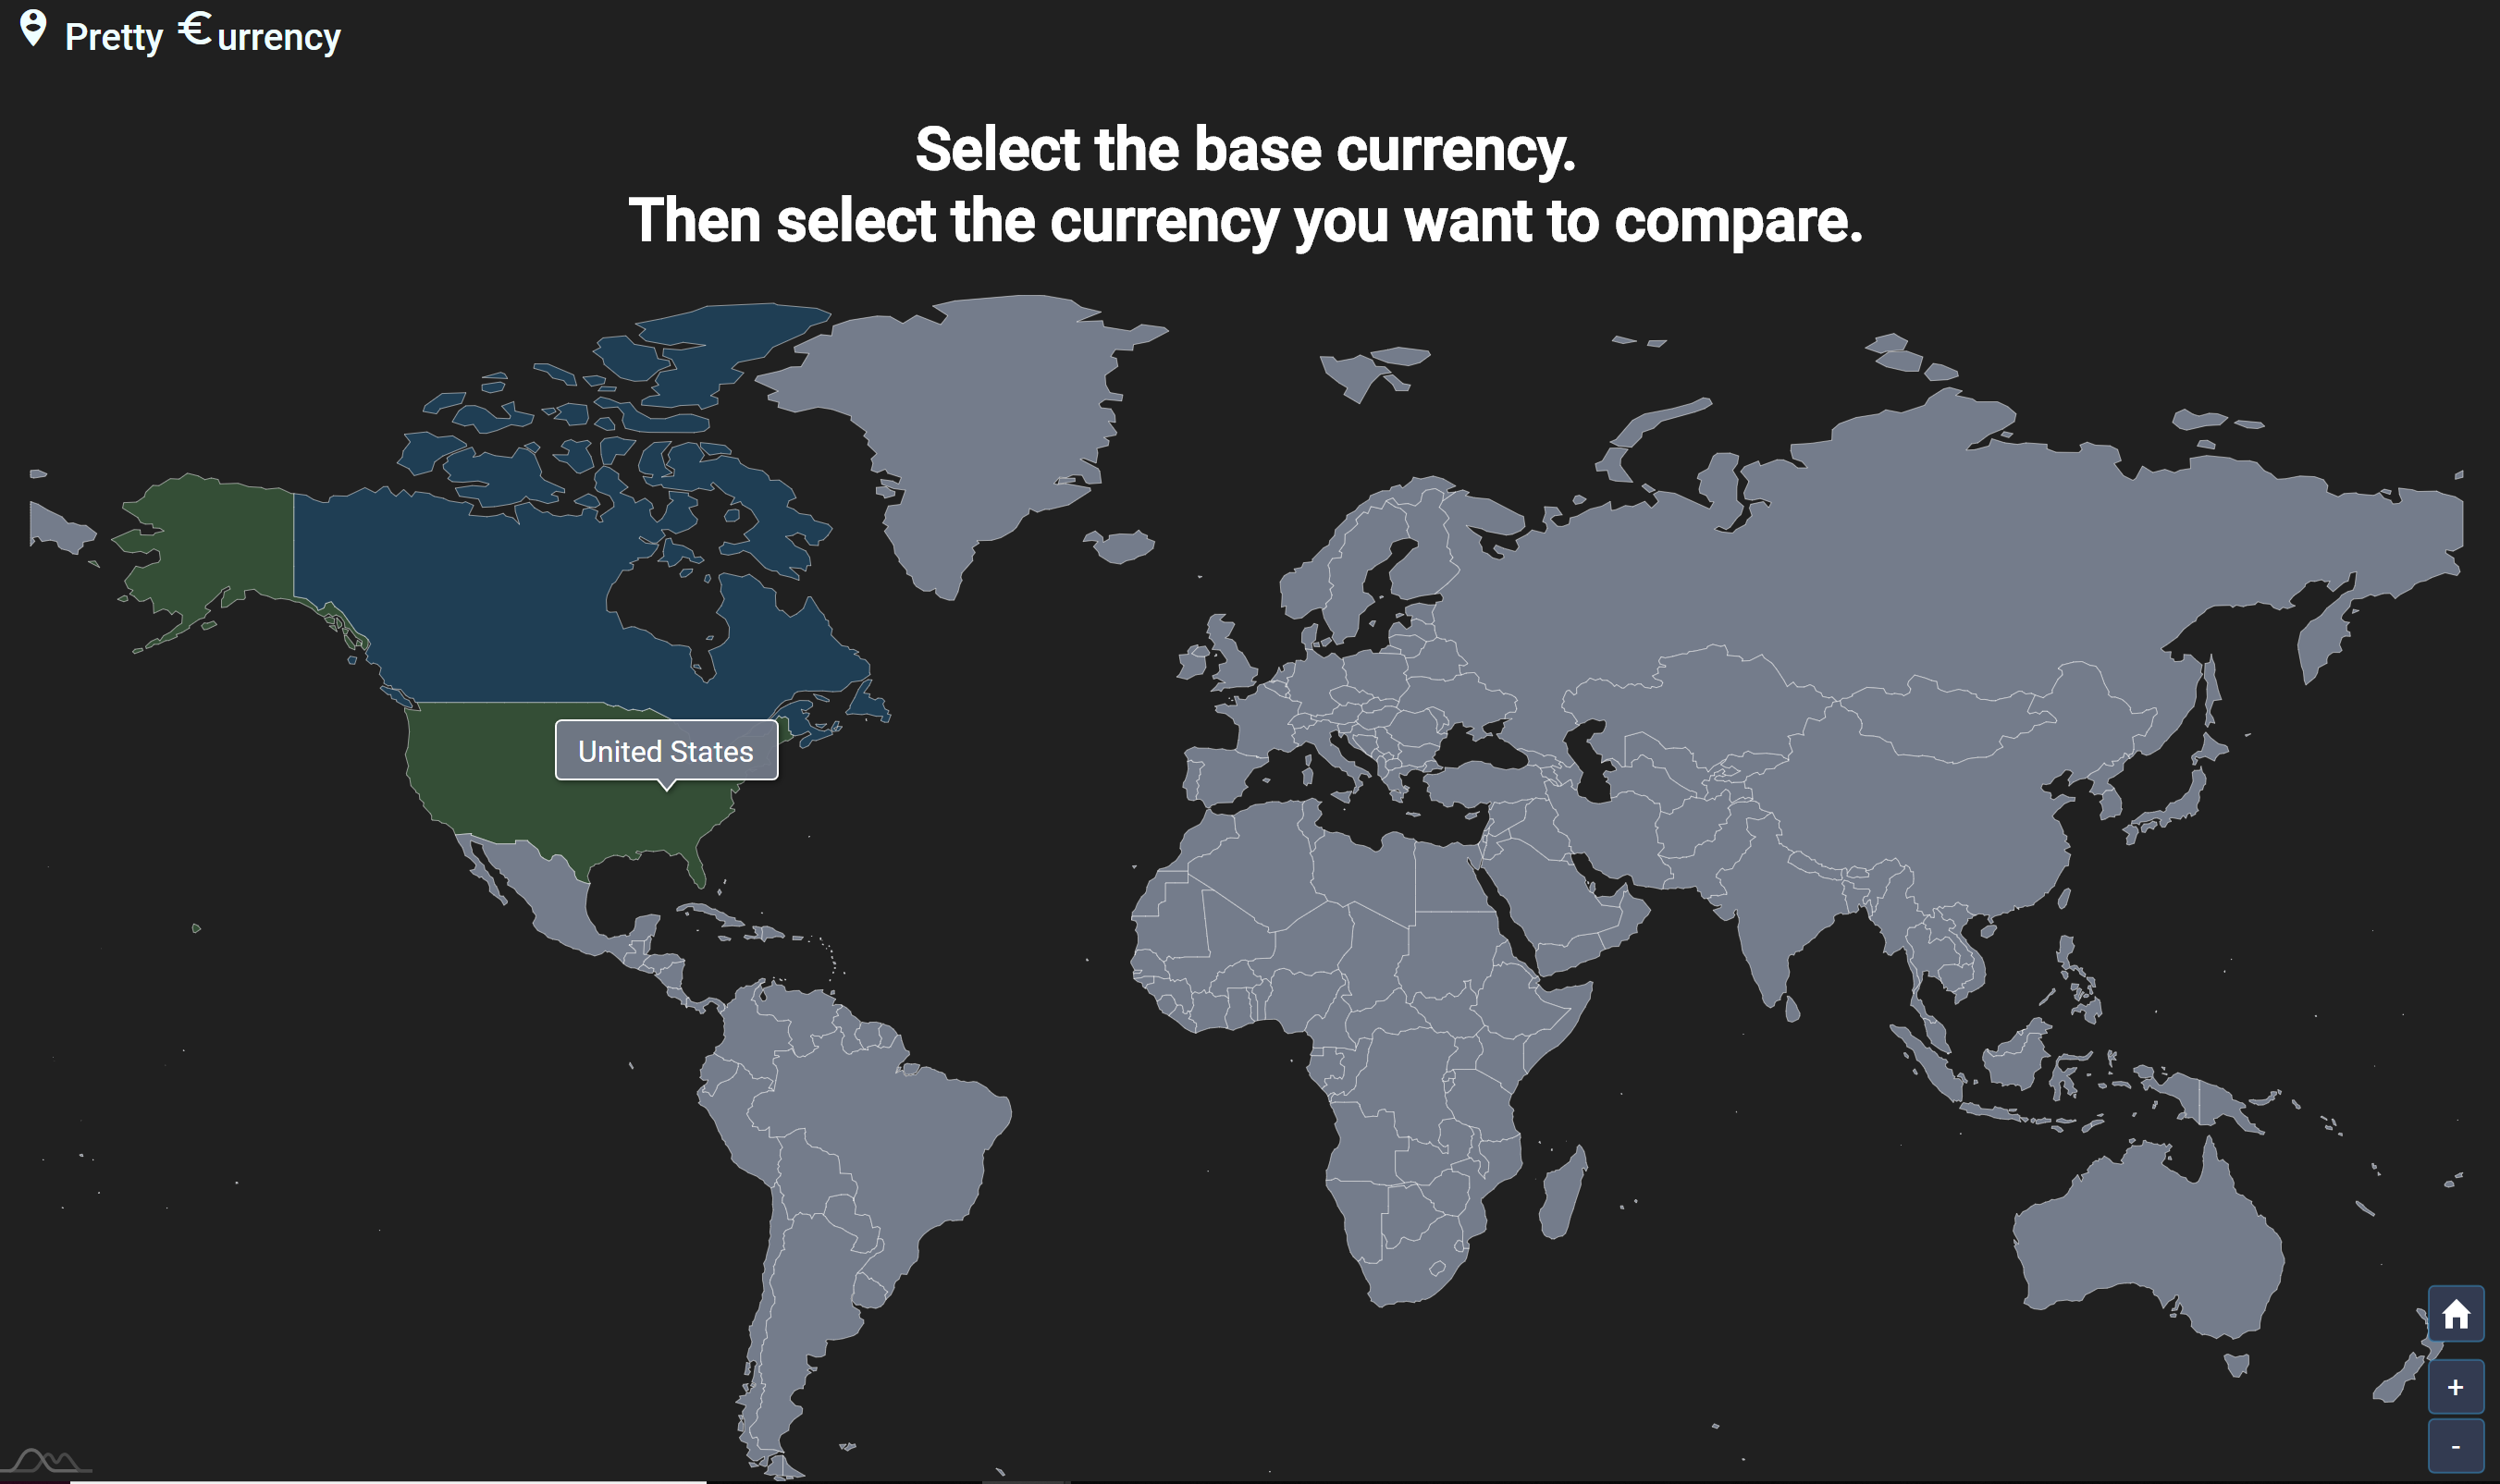 Pretty €urrency
Select the base currency.
Then select the currency you want to compare.
United States
+
-